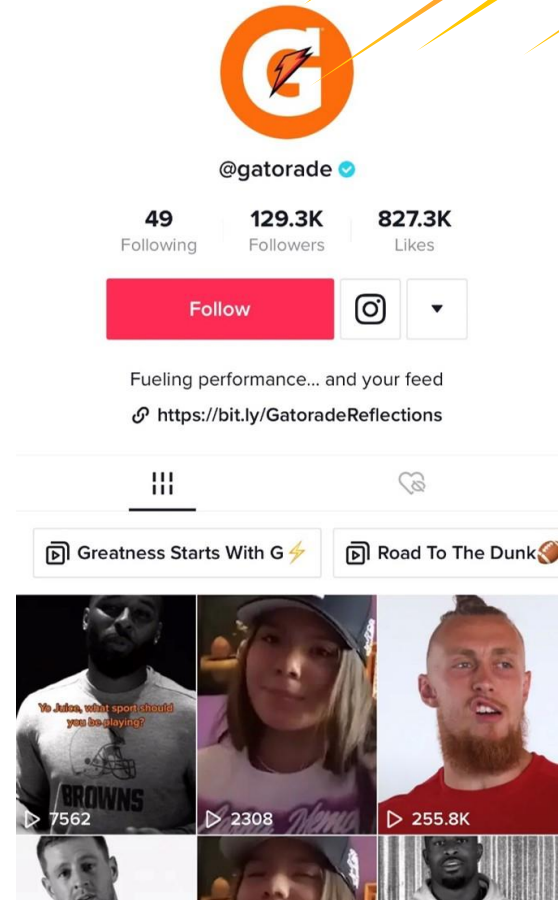 G
@gatorade
49 129.3K 827.3K
Following Followers Likes
Follow
Fueling performance... and your feed
https://bit.ly/GatoradeReflections
Greatness Starts With G⚡ Road To The Dunk🏈
Yo Juice, what sport should
you be playing?
BROWNS
7562 2308 255.8K